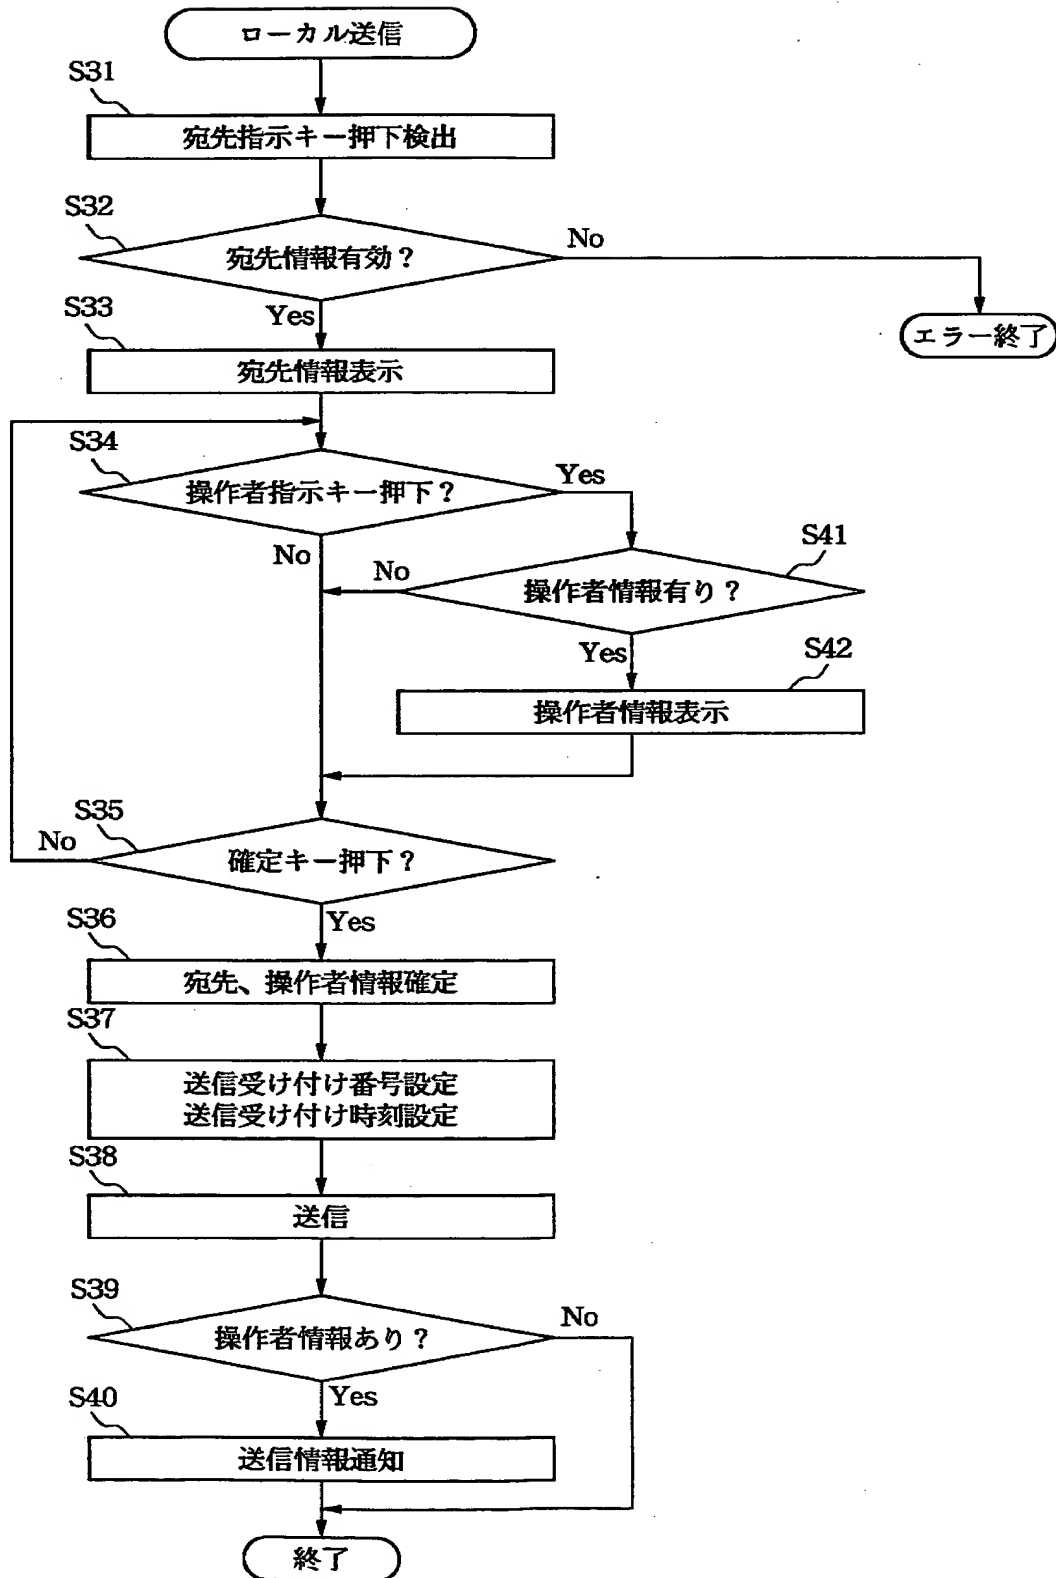 ローカル送信
S31
宛先指示キー押下検出
S32
宛先情報有効？
No
Yes
エラー終了
S33
宛先情報表示
S34
操作者指示キー押下？
Yes
No
S41
操作者情報有り？
No
Yes
S42
操作者情報表示
S35
確定キー押下？
No
Yes
S36
宛先、操作者情報確定
S37
送信受け付け番号設定
送信受け付け時刻設定
S38
送信
S39
操作者情報あり？
No
Yes
S40
送信情報通知
終了